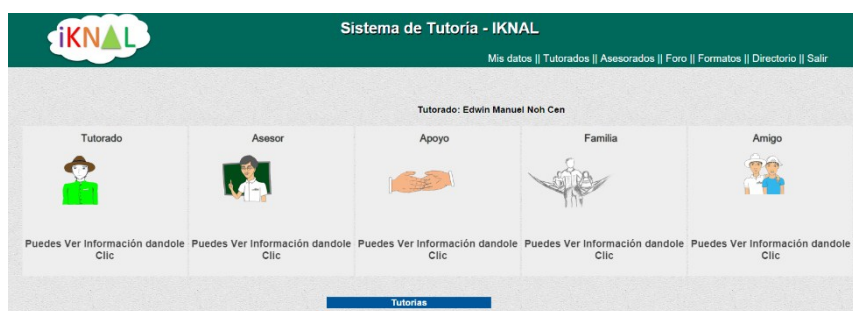 iKNAL
Sistema de Tutoría - IKNAL
Mis datos || Tutorados || Asesorados || Foro || Formatos || Directorio || Salir
Tutorado: Edwin Manuel Noh Cen
Tutorado
Asesor
Apoyo
Familia
Amigo
Puedes Ver Información dandole
Clic
Puedes Ver Información dandole
Clic
Puedes Ver Información dandole
Clic
Puedes Ver Información dandole
Clic
Puedes Ver Información dandole
Clic
Tutorias